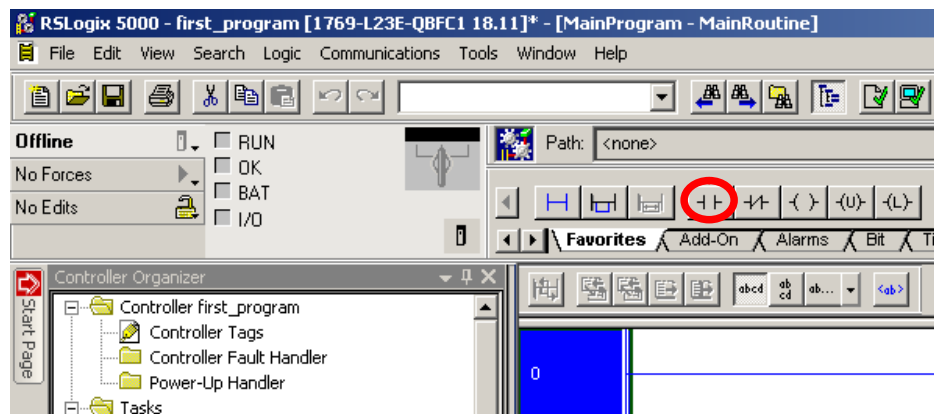 RSLogix 5000 - first_program [1769-L23E-QBFC1 18.11]* - [MainProgram - MainRoutine]
File Edit View Search Logic Communications Tools Window Help
Offline
No Forces
No Edits
RUN
OK
BAT
I/O
Path: <none>
(U) (L)
Favorites Add-On Alarms Bit
abcd ab cd ab... <ab>
Start Page
Controller Organizer
Controller first_program
Controller Tags
Controller Fault Handler
Power-Up Handler
Tasks
0